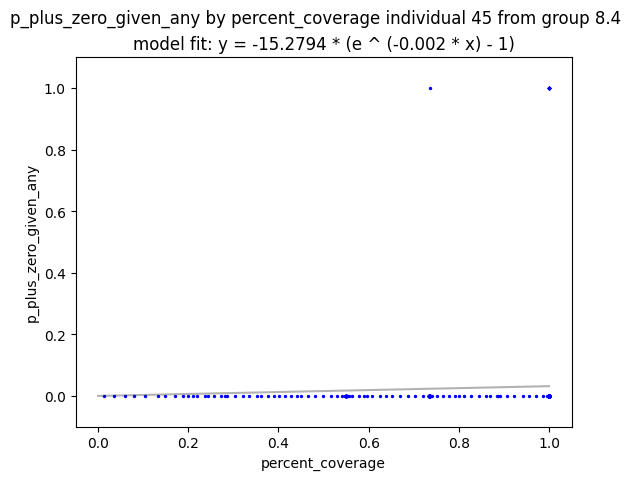 p_plus_zero_given_any by percent_coverage individual 45 from group 8.4
model fit: y = -15.2794 * (e ^ (-0.002 * x) - 1)
1.0
0.8
0.6
0.4
0.2
0.0
p_plus_zero_given_any
0.0 0.2 0.4 0.6 0.8 1.0
percent_coverage